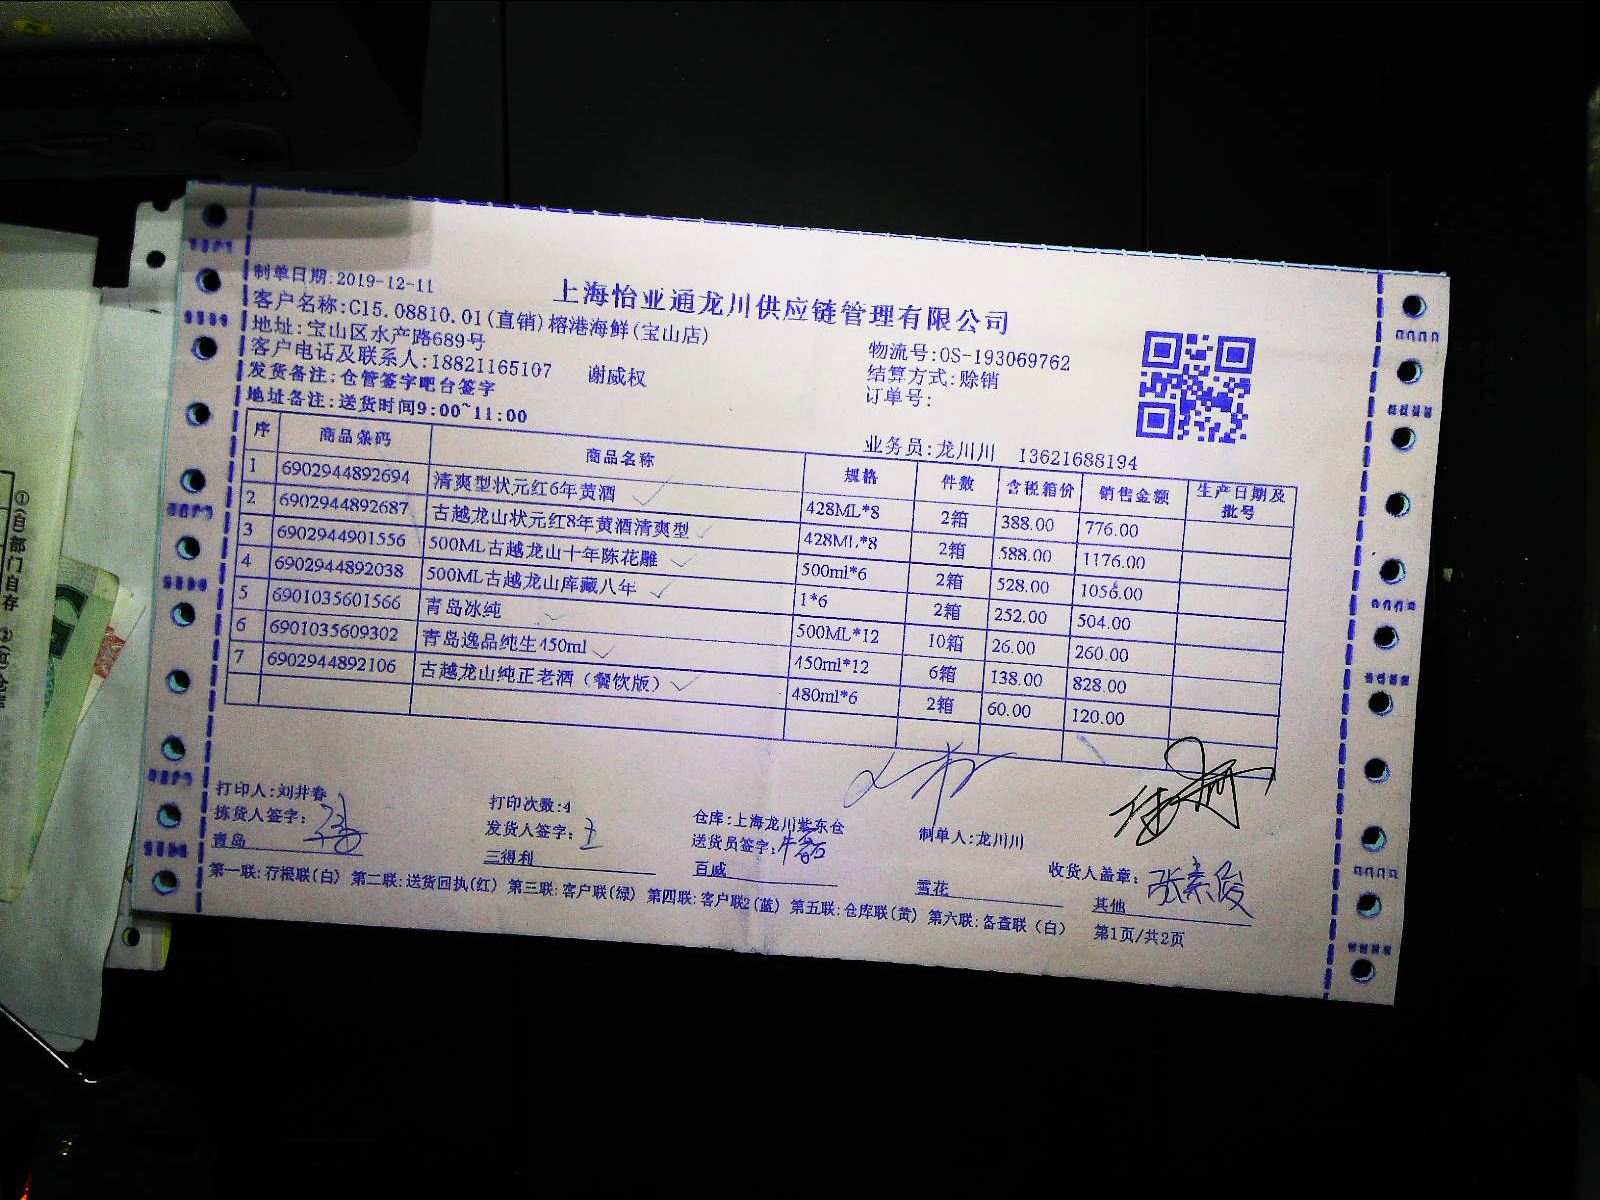 上海怡亚通龙川供应链管理有限公司
制单日期:2019-12-11
客户名称:C15.08810.01(直销)榕港海鲜(宝山店)
地址:宝山区水产路689号
物流号:OS-193069762
客户电话及联系人:18821165107 谢威权
结算方式:赊销
发货备注:仓管签字吧台签字
订单号:
地址备注:送货时间9:00~11:00
业务员:龙川川 13621688194
序 商品条码 商品名称 规格 件数 含税箱价 销售金额 生产日期及批号
1 6902944892694 清爽型状元红6年黄酒 428ML*8 2箱 388.00 776.00
2 6902944892687 古越龙山状元红8年黄酒清爽型 428ML*8 2箱 588.00 1176.00
3 6902944901556 500ML古越龙山十年陈花雕 500ml*6 2箱 528.00 1056.00
4 6902944892038 500ML古越龙山库藏八年 1*6 2箱 252.00 504.00
5 6901035601566 青岛冰纯 500ML*12 10箱 26.00 260.00
6 6901035609302 青岛逸品纯生450ml 450ml*12 6箱 138.00 828.00
7 6902944892106 古越龙山纯正老酒（餐饮版） 480ml*6 2箱 60.00 120.00
打印人:刘井春 打印次数:4 仓库:上海龙川紫东仓 制单人:龙川川
拣货人签字: 发货人签字: 王 送货员签字: 收货人盖章:
青岛 三得利 百威 雪花 其他
第一联:存根联(白) 第二联:送货回执(红) 第三联:客户联(绿) 第四联:客户联2(蓝) 第五联:仓库联(黄) 第六联:备查联（白） 第1页/共2页